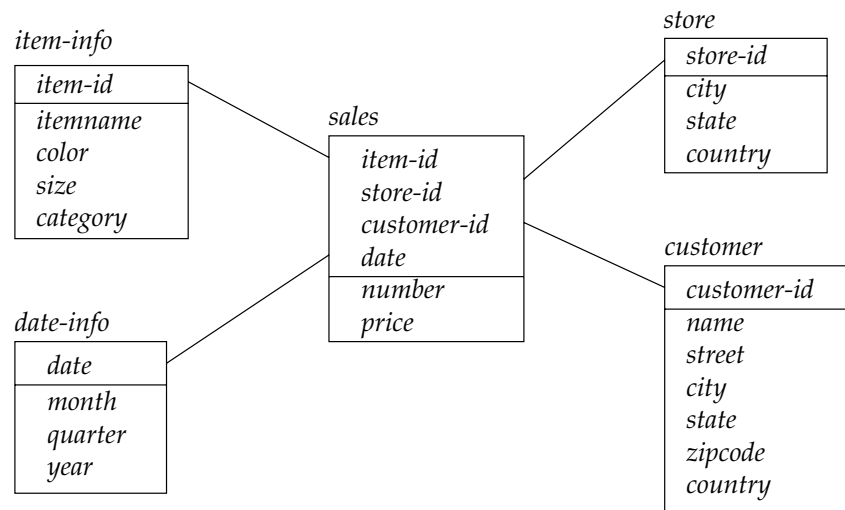 item-info
item-id
itemname
color
size
category
date-info
date
month
quarter
year
sales
item-id
store-id
customer-id
date
number
price
store
store-id
city
state
country
customer
customer-id
name
street
city
state
zipcode
country